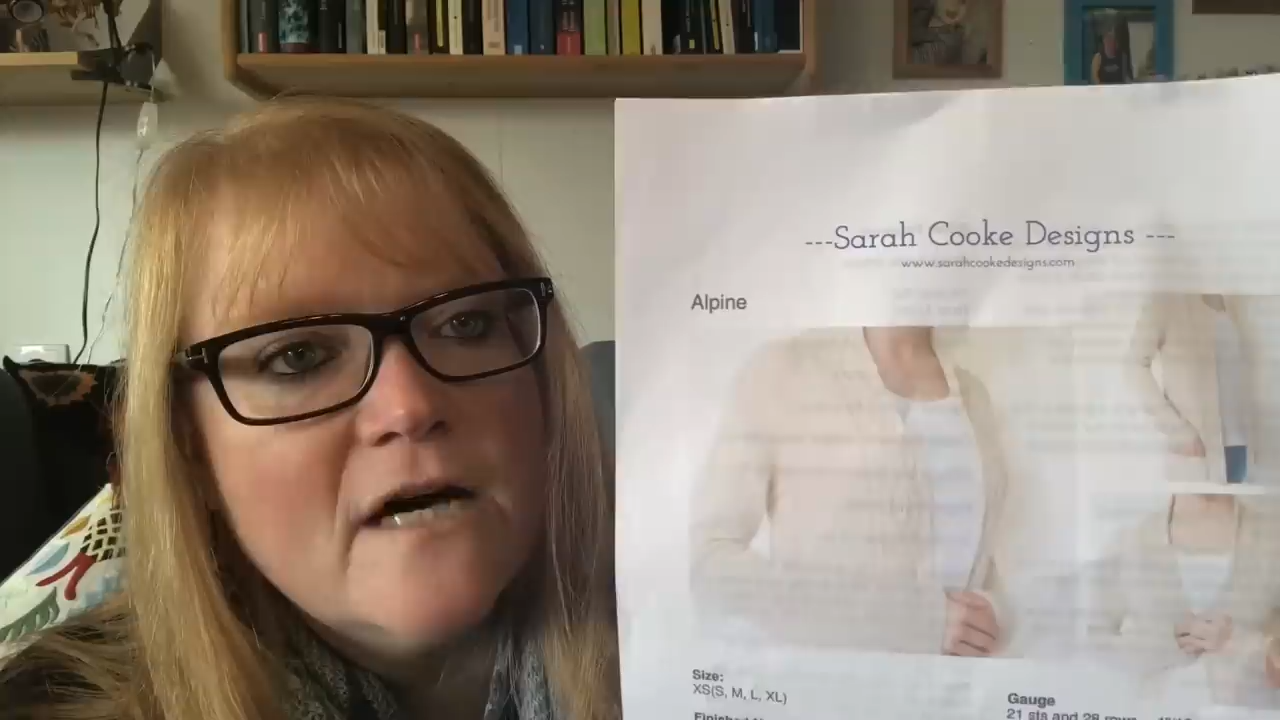 ---Sarah Cooke Designs ---
www.sarahcookedesigns.com
Alpine
Size:
XS(S, M, L, XL)
Gauge
21 sts and 28 rows